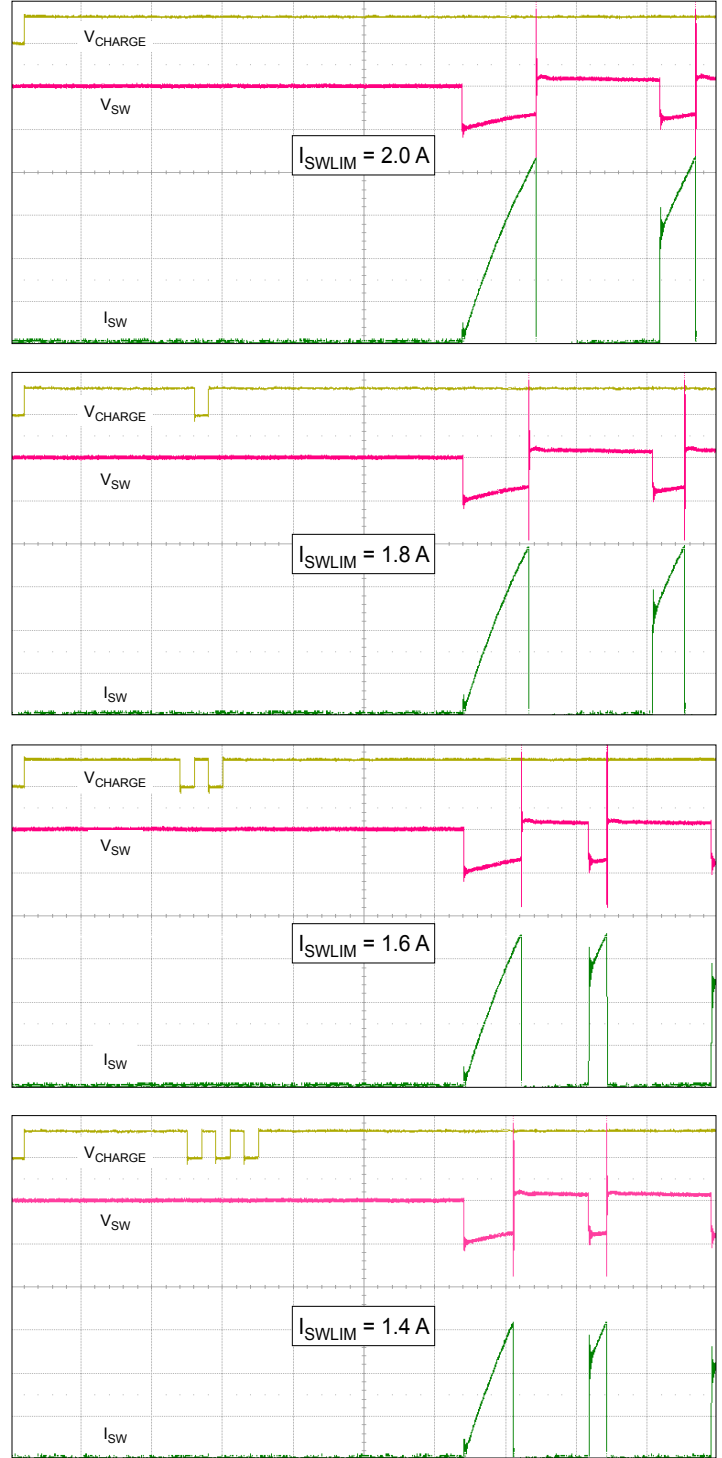 VCHARGE
VSW
ISWLIM = 2.0 A
ISW
VCHARGE
VSW
ISWLIM = 1.8 A
ISW
VCHARGE
VSW
ISWLIM = 1.6 A
ISW
VCHARGE
VSW
ISWLIM = 1.4 A
ISW